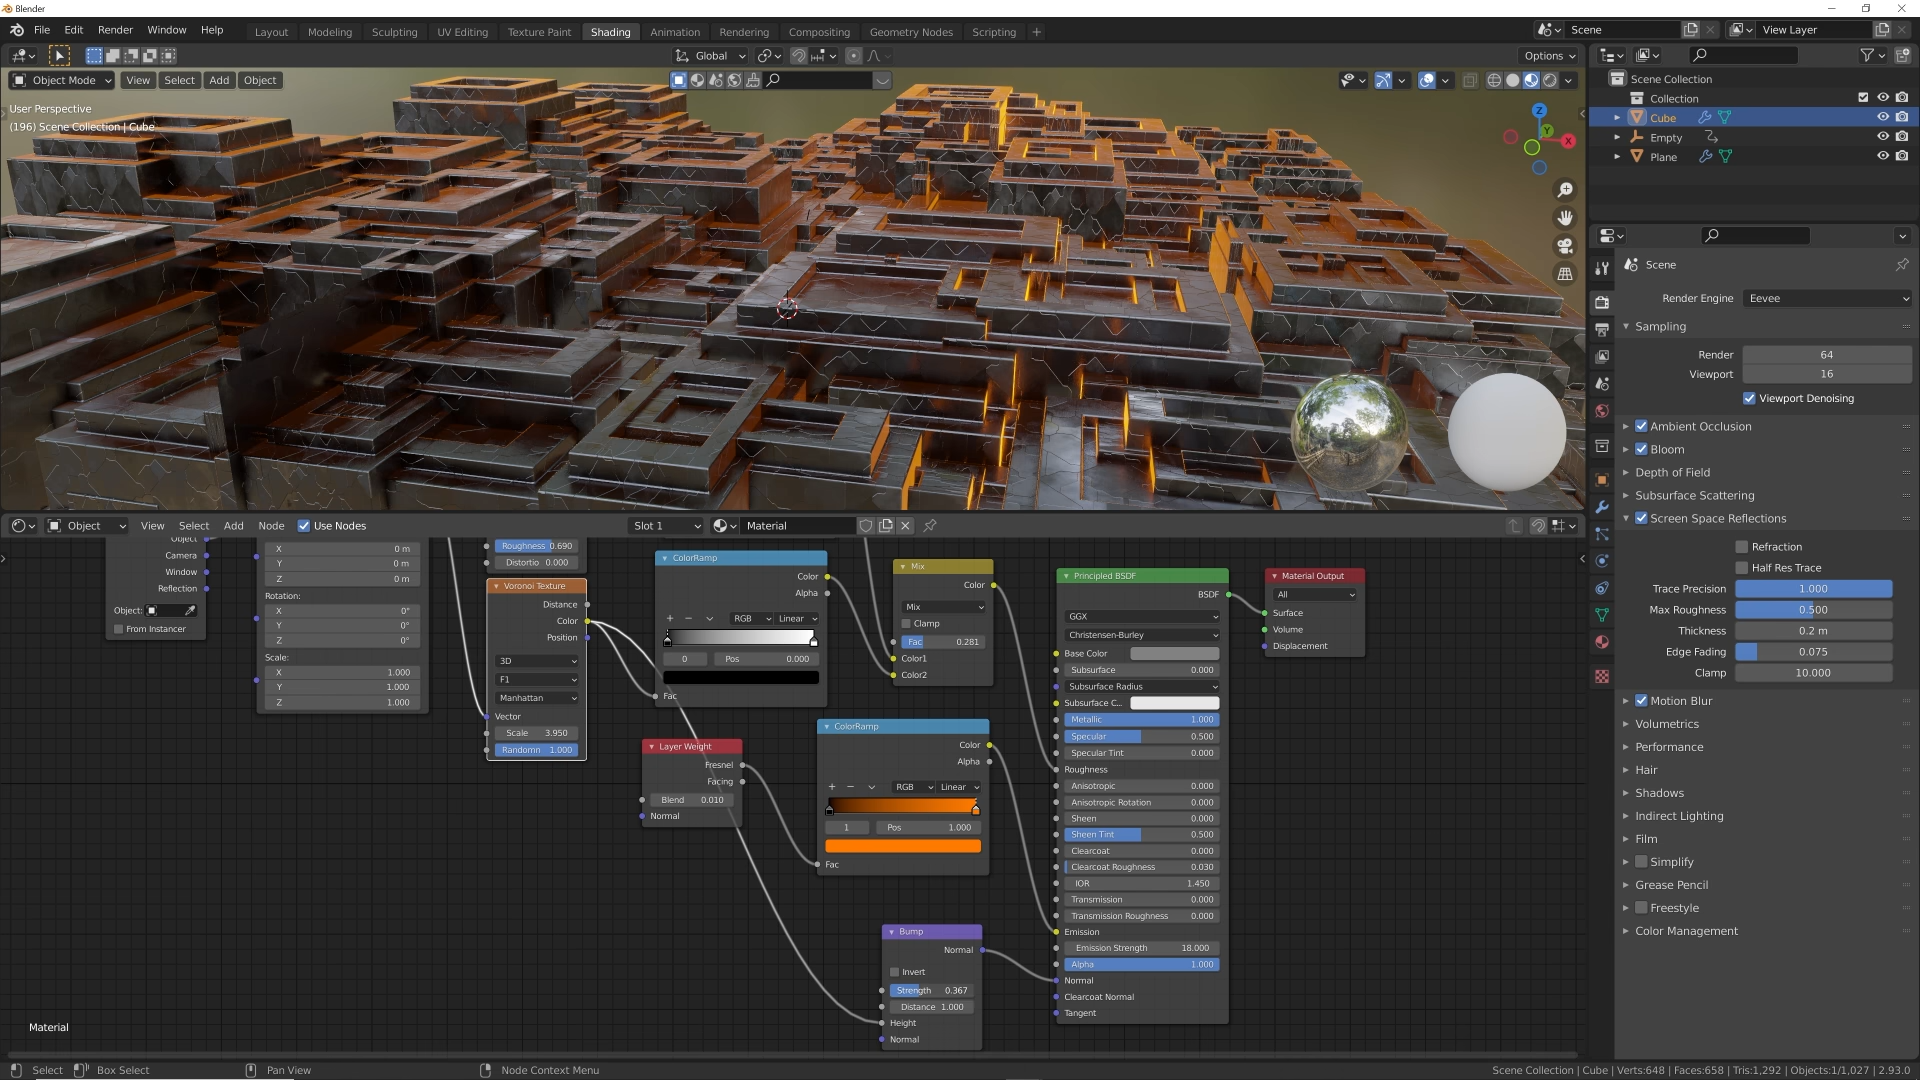 Blender
File Edit Render Window Help Layout Modeling Sculpting UV Editing Texture Paint Shading Animation Rendering Compositing Geometry Nodes Scripting + Scene View Layer
Global Options
Object Mode View Select Add Object
User Perspective
(196) Scene Collection | Cube
Z
Y
X
Scene Collection
Collection
Cube
Empty
Plane
Scene
Render Engine Eevee
Sampling
Render 64
Viewport 16
Viewport Denoising
Ambient Occlusion
Bloom
Depth of Field
Subsurface Scattering
Screen Space Reflections
Refraction
Half Res Trace
Trace Precision 1.000
Max Roughness 0.500
Thickness 0.2 m
Edge Fading 0.075
Clamp 10.000
Motion Blur
Volumetrics
Performance
Hair
Shadows
Indirect Lighting
Film
Simplify
Grease Pencil
Freestyle
Color Management
Object View Select Add Node Use Nodes Slot 1 Material
Object
Camera
Window
Reflection
Object:
From Instancer
X 0 m
Y 0 m
Z 0 m
Rotation:
X 0°
Y 0°
Z 0°
Scale:
X 1.000
Y 1.000
Z 1.000
Roughness 0.690
Distortio 0.000
Voronoi Texture
Distance
Color
Position
3D
F1
Manhattan
Vector
Scale 3.950
Randomn 1.000
ColorRamp
Color
Alpha
+ − RGB Linear
0 Pos 0.000
Fac
Layer Weight
Fresnel
Facing
Blend 0.010
Normal
ColorRamp
Color
Alpha
+ − RGB Linear
1 Pos 1.000
Fac
Mix
Color
Mix
Clamp
Fac 0.281
Color1
Color2
Bump
Normal
Invert
Strength 0.367
Distance 1.000
Height
Normal
Principled BSDF
BSDF
GGX
Christensen-Burley
Base Color
Subsurface 0.000
Subsurface Radius
Subsurface C...
Metallic 1.000
Specular 0.500
Specular Tint 0.000
Roughness
Anisotropic 0.000
Anisotropic Rotation 0.000
Sheen 0.000
Sheen Tint 0.500
Clearcoat 0.000
Clearcoat Roughness 0.030
IOR 1.450
Transmission 0.000
Transmission Roughness 0.000
Emission
Emission Strength 18.000
Alpha 1.000
Normal
Clearcoat Normal
Tangent
Material Output
All
Surface
Volume
Displacement
Material
Select Box Select Pan View Node Context Menu Scene Collection | Cube | Verts:648 | Faces:658 | Tris:1,292 | Objects:1/1,027 | 2.93.0